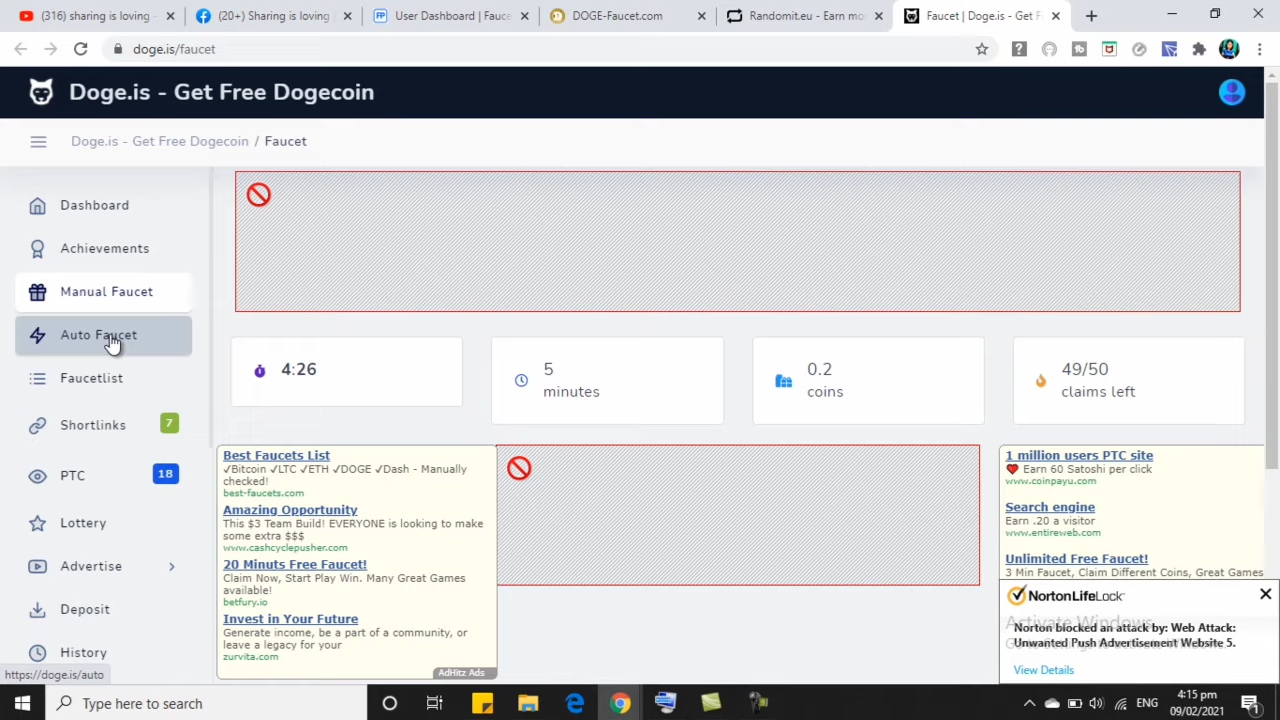 (316) sharing is loving -
(20+) Sharing is loving
User Dashboard | Fauce
DOGE-Faucet.com
Randomit.eu - Earn mo
Faucet | Doge.is - Get F
doge.is/faucet
Doge.is - Get Free Dogecoin
Doge.is - Get Free Dogecoin / Faucet
Dashboard
Achievements
Manual Faucet
Auto Faucet
Faucetlist
Shortlinks 7
PTC 18
Lottery
Advertise
Deposit
History
https://doge.is/auto
4:26
5
minutes
0.2
coins
49/50
claims left
Best Faucets List
✓Bitcoin ✓LTC ✓ETH ✓DOGE ✓Dash - Manually
checked!
best-faucets.com
Amazing Opportunity
This $3 Team Build! EVERYONE is looking to make
some extra $$$
www.cashcyclepusher.com
20 Minuts Free Faucet!
Claim Now, Start Play Win. Many Great Games
available!
betfury.io
Invest in Your Future
Generate income, be a part of a community, or
leave a legacy for your
zurvita.com
AdHitz Ads
1 million users PTC site
Earn 60 Satoshi per click
www.coinpayu.com
Search engine
Earn .20 a visitor
www.entireweb.com
Unlimited Free Faucet!
3 Min Faucet, Claim Different Coins, Great Games
NortonLifeLock
Activate Windows
Norton blocked an attack by: Web Attack:
Unwanted Push Advertisement Website 5.
View Details
Type here to search
ENG
4:15 pm
09/02/2021
1